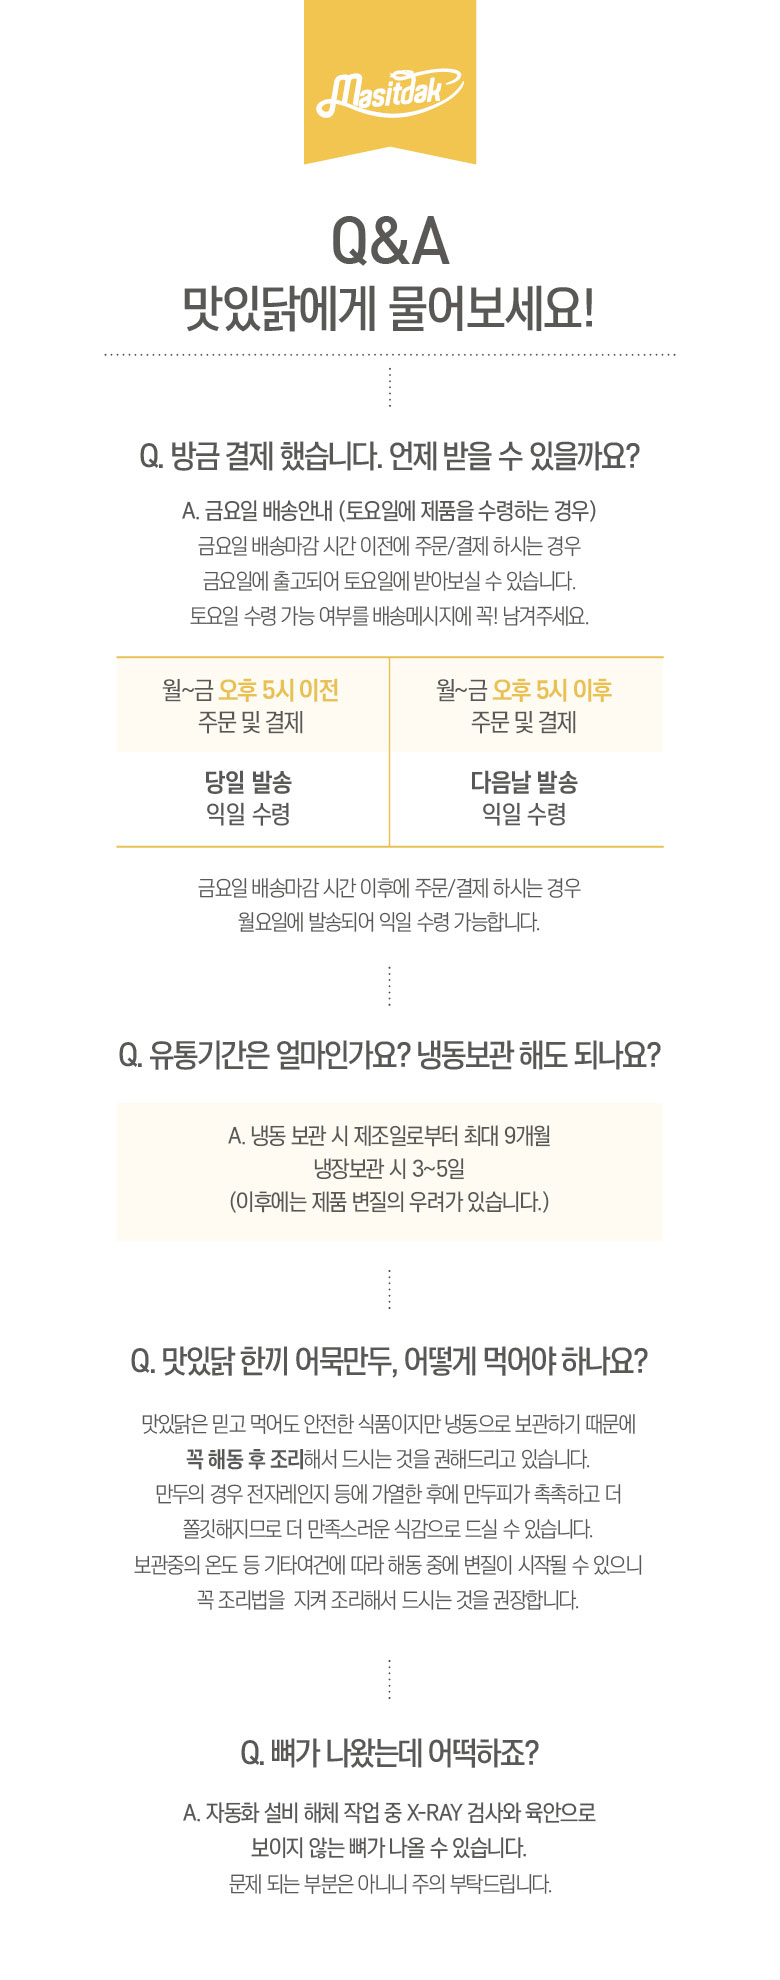 Masitdak
Q&A
맛있닭에게 물어보세요!
Q. 방금 결제 했습니다. 언제 받을 수 있을까요?
A. 금요일 배송안내 (토요일에 제품을 수령하는 경우)
금요일 배송마감 시간 이전에 주문/결제 하시는 경우
금요일에 출고되어 토요일에 받아보실 수 있습니다.
토요일 수령 가능 여부를 배송메시지에 꼭! 남겨주세요.
월~금 오후 5시 이전
주문 및 결제
월~금 오후 5시 이후
주문 및 결제
당일 발송
익일 수령
다음날 발송
익일 수령
금요일 배송마감 시간 이후에 주문/결제 하시는 경우
월요일에 발송되어 익일 수령 가능합니다.
Q. 유통기간은 얼마인가요? 냉동보관 해도 되나요?
A. 냉동 보관 시 제조일로부터 최대 9개월
냉장보관 시 3~5일
(이후에는 제품 변질의 우려가 있습니다.)
Q. 맛있닭 한끼 어묵만두, 어떻게 먹어야 하나요?
맛있닭은 믿고 먹어도 안전한 식품이지만 냉동으로 보관하기 때문에
꼭 해동 후 조리해서 드시는 것을 권해드리고 있습니다.
만두의 경우 전자레인지 등에 가열한 후에 만두피가 촉촉하고 더
쫄깃해지므로 더 만족스러운 식감으로 드실 수 있습니다.
보관중의 온도 등 기타여건에 따라 해동 중에 변질이 시작될 수 있으니
꼭 조리법을 지켜 조리해서 드시는 것을 권장합니다.
Q. 뼈가 나왔는데 어떡하죠?
A. 자동화 설비 해체 작업 중 X-RAY 검사와 육안으로
보이지 않는 뼈가 나올 수 있습니다.
문제 되는 부분은 아니니 주의 부탁드립니다.